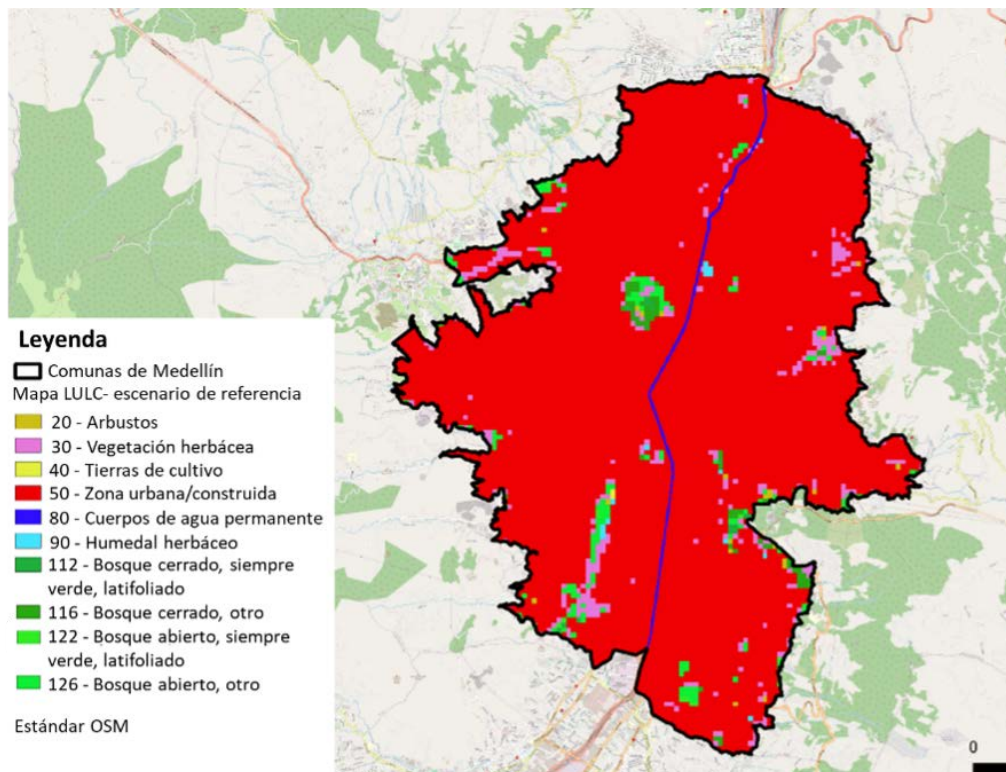 Leyenda
Comunas de Medellín
Mapa LULC- escenario de referencia
20 - Arbustos
30 - Vegetación herbácea
40 - Tierras de cultivo
50 - Zona urbana/construida
80 - Cuerpos de agua permanente
90 - Humedal herbáceo
112 - Bosque cerrado, siempre
verde, latifoliado
116 - Bosque cerrado, otro
122 - Bosque abierto, siempre
verde, latifoliado
126 - Bosque abierto, otro
Estándar OSM
0